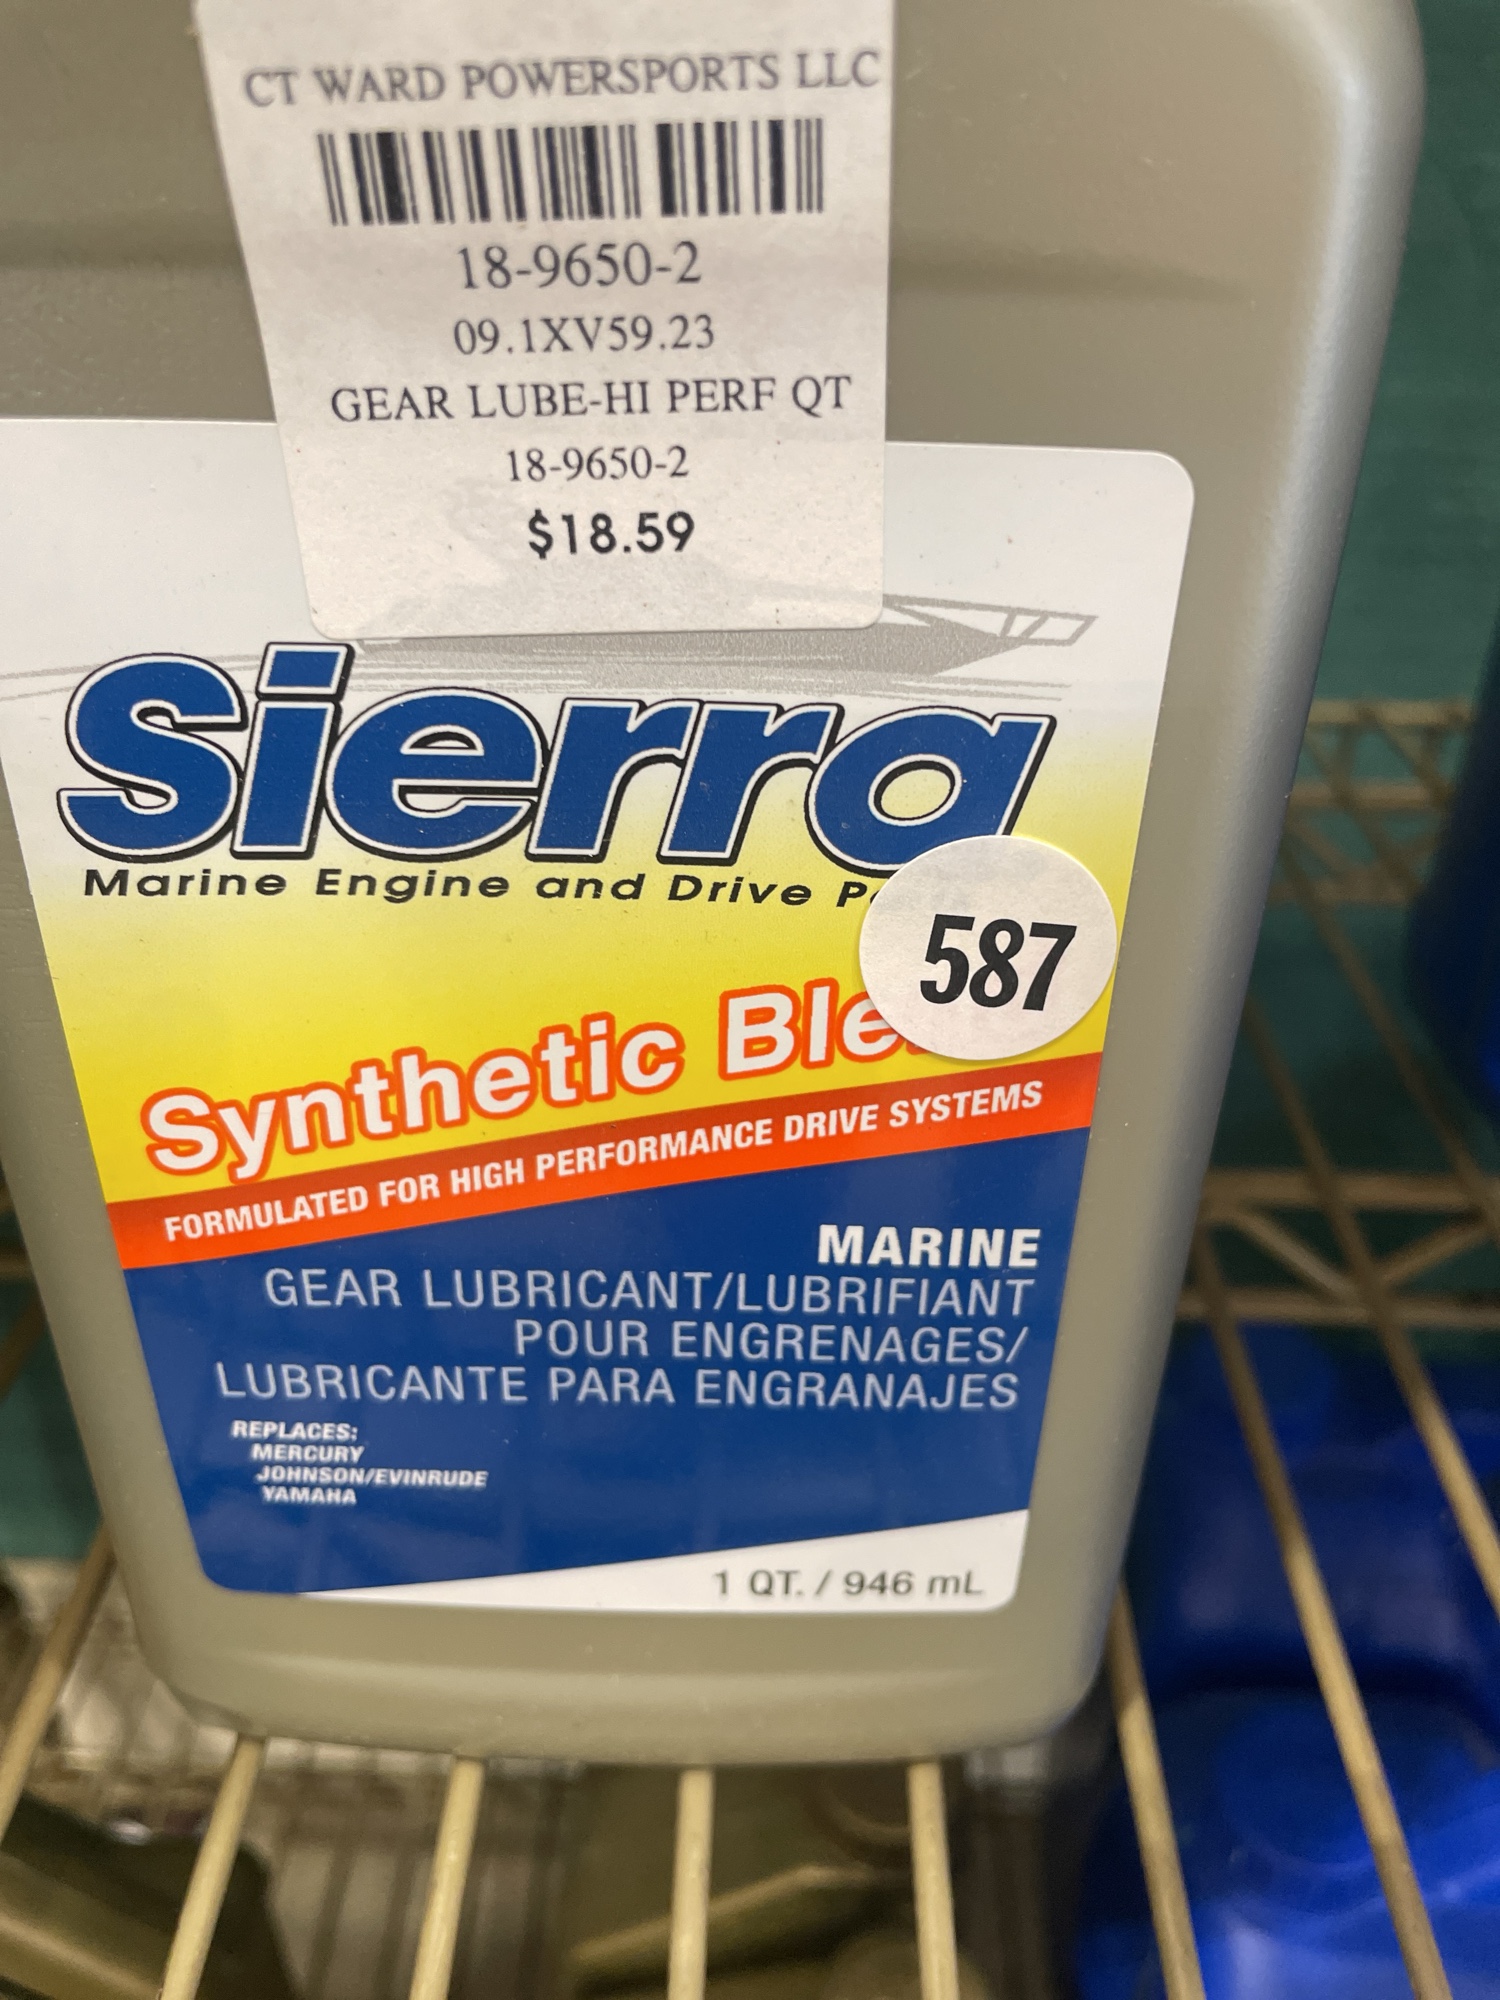 CT WARD POWERSPORTS LLC
18-9650-2
09.1XV59.23
GEAR LUBE-HI PERF QT
18-9650-2
$18.59
Sierra
Marine Engine and Drive P
587
Synthetic Ble
FORMULATED FOR HIGH PERFORMANCE DRIVE SYSTEMS
MARINE
GEAR LUBRICANT/LUBRIFIANT
POUR ENGRENAGES/
LUBRICANTE PARA ENGRANAJES
REPLACES:
MERCURY
JOHNSON/EVINRUDE
YAMAHA
1 QT. / 946 mL